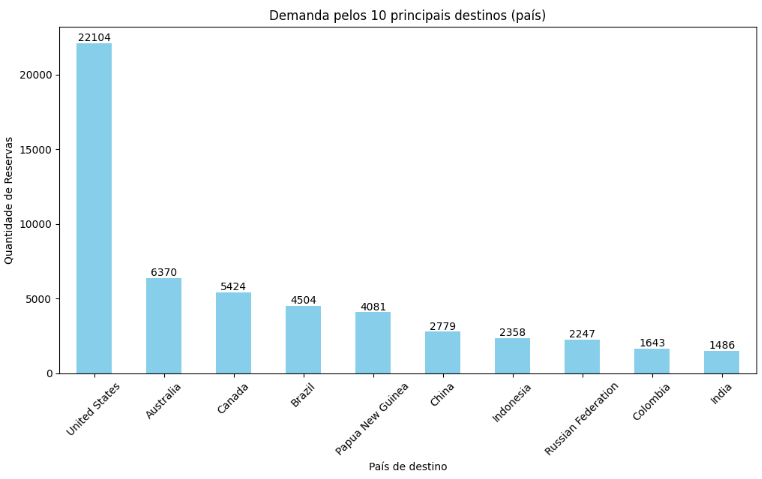 Demanda pelos 10 principais destinos (país)
22104
6370
5424
4504
4081
2779
2358
2247
1643
1486
20000
15000
10000
5000
0
Quantidade de Reservas
United States
Australia
Canada
Brazil
Papua New Guinea
China
Indonesia
Russian Federation
Colombia
India
País de destino